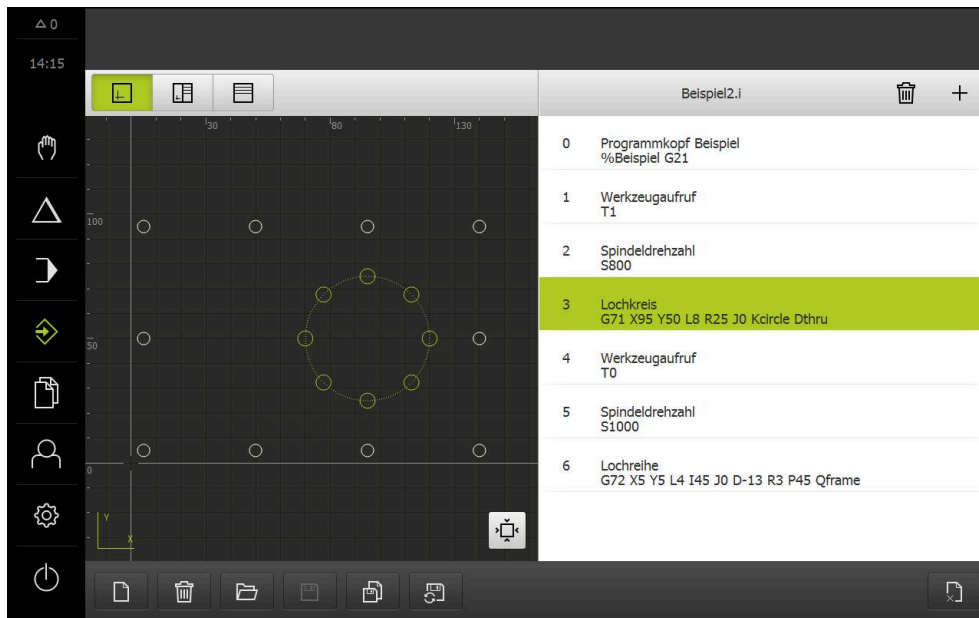 0
14:15
Beispiel2.i
30 80 130
100
50
0
Y
X
0 Programmkopf Beispiel
%Beispiel G21
1 Werkzeugaufruf
T1
2 Spindeldrehzahl
S800
3 Lochkreis
G71 X95 Y50 L8 R25 J0 Kcircle Dthru
4 Werkzeugaufruf
T0
5 Spindeldrehzahl
S1000
6 Lochreihe
G72 X5 Y5 L4 I45 J0 D-13 R3 P45 Qframe